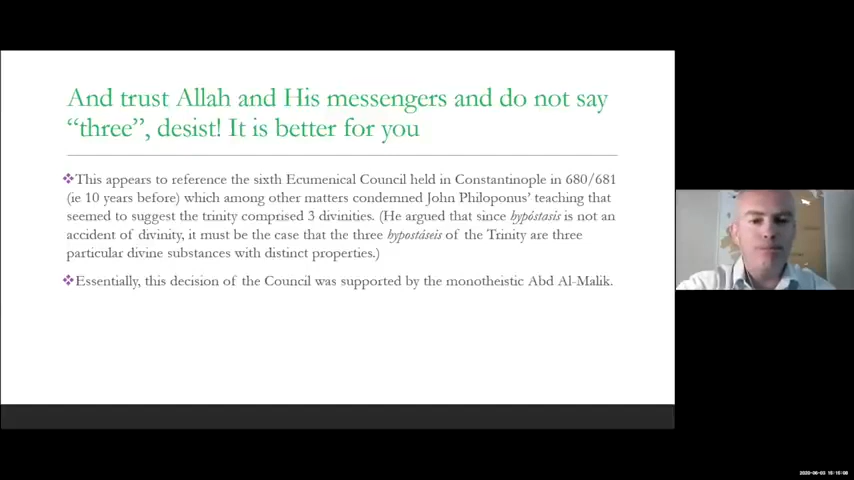 And trust Allah and His messengers and do not say
“three”, desist! It is better for you
❖This appears to reference the sixth Ecumenical Council held in Constantinople in 680/681
(ie 10 years before) which among other matters condemned John Philoponus’ teaching that
seemed to suggest the trinity comprised 3 divinities. (He argued that since hypóstasis is not an
accident of divinity, it must be the case that the three hypostáseis of the Trinity are three
particular divine substances with distinct properties.)
❖Essentially, this decision of the Council was supported by the monotheistic Abd Al-Malik.